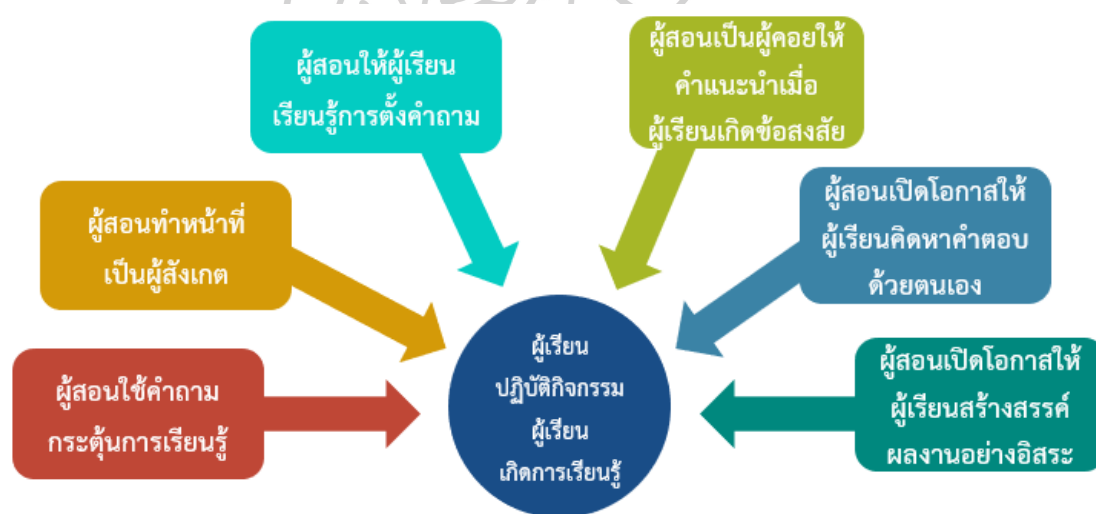 ผู้สอนให้ผู้เรียน
เรียนรู้การตั้งคำถาม
ผู้สอนเป็นผู้คอยให้
คำแนะนำเมื่อ
ผู้เรียนเกิดข้อสงสัย
ผู้สอนทำหน้าที่
เป็นผู้สังเกต
ผู้สอนเปิดโอกาสให้
ผู้เรียนคิดหาคำตอบ
ด้วยตนเอง
ผู้สอนใช้คำถาม
กระตุ้นการเรียนรู้
ผู้เรียน
ปฏิบัติกิจกรรม
ผู้เรียน
เกิดการเรียนรู้
ผู้สอนเปิดโอกาสให้
ผู้เรียนสร้างสรรค์
ผลงานอย่างอิสระ